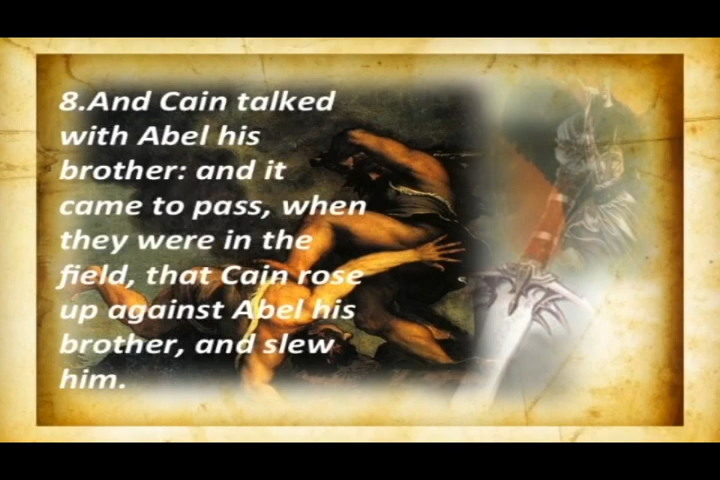 8.And Cain talked
with Abel his
brother: and it
came to pass, when
they were in the
field, that Cain rose
up against Abel his
brother, and slew
him.